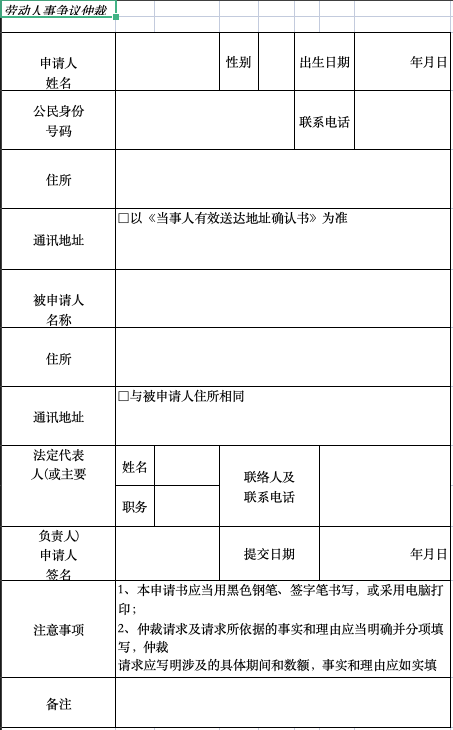 劳动人事争议仲裁
申请人
姓名
性别
出生日期
年月日
公民身份
号码
联系电话
住所
通讯地址
□以《当事人有效送达地址确认书》为准
被申请人
名称
住所
通讯地址
□与被申请人住所相同
法定代表
人(或主要
姓名
职务
联络人及
联系电话
负责人)
申请人
签名
提交日期
年月日
注意事项
1、本申请书应当用黑色钢笔、签字笔书写，或采用电脑打
印；
2、仲裁请求及请求所依据的事实和理由应当明确并分项填
写，仲裁
请求应写明涉及的具体期间和数额，事实和理由应如实填
备注